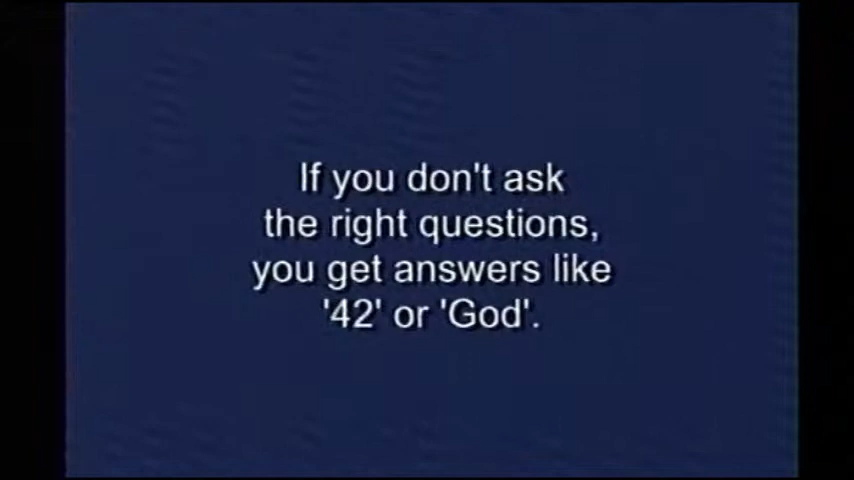 If you don't ask
the right questions,
you get answers like
'42' or 'God'.